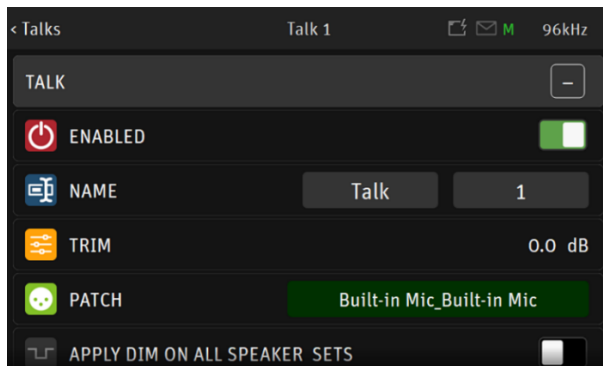 < Talks Talk 1 M 96kHz
TALK −
ENABLED
NAME Talk 1
TRIM 0.0 dB
PATCH Built-in Mic_Built-in Mic
APPLY DIM ON ALL SPEAKER SETS